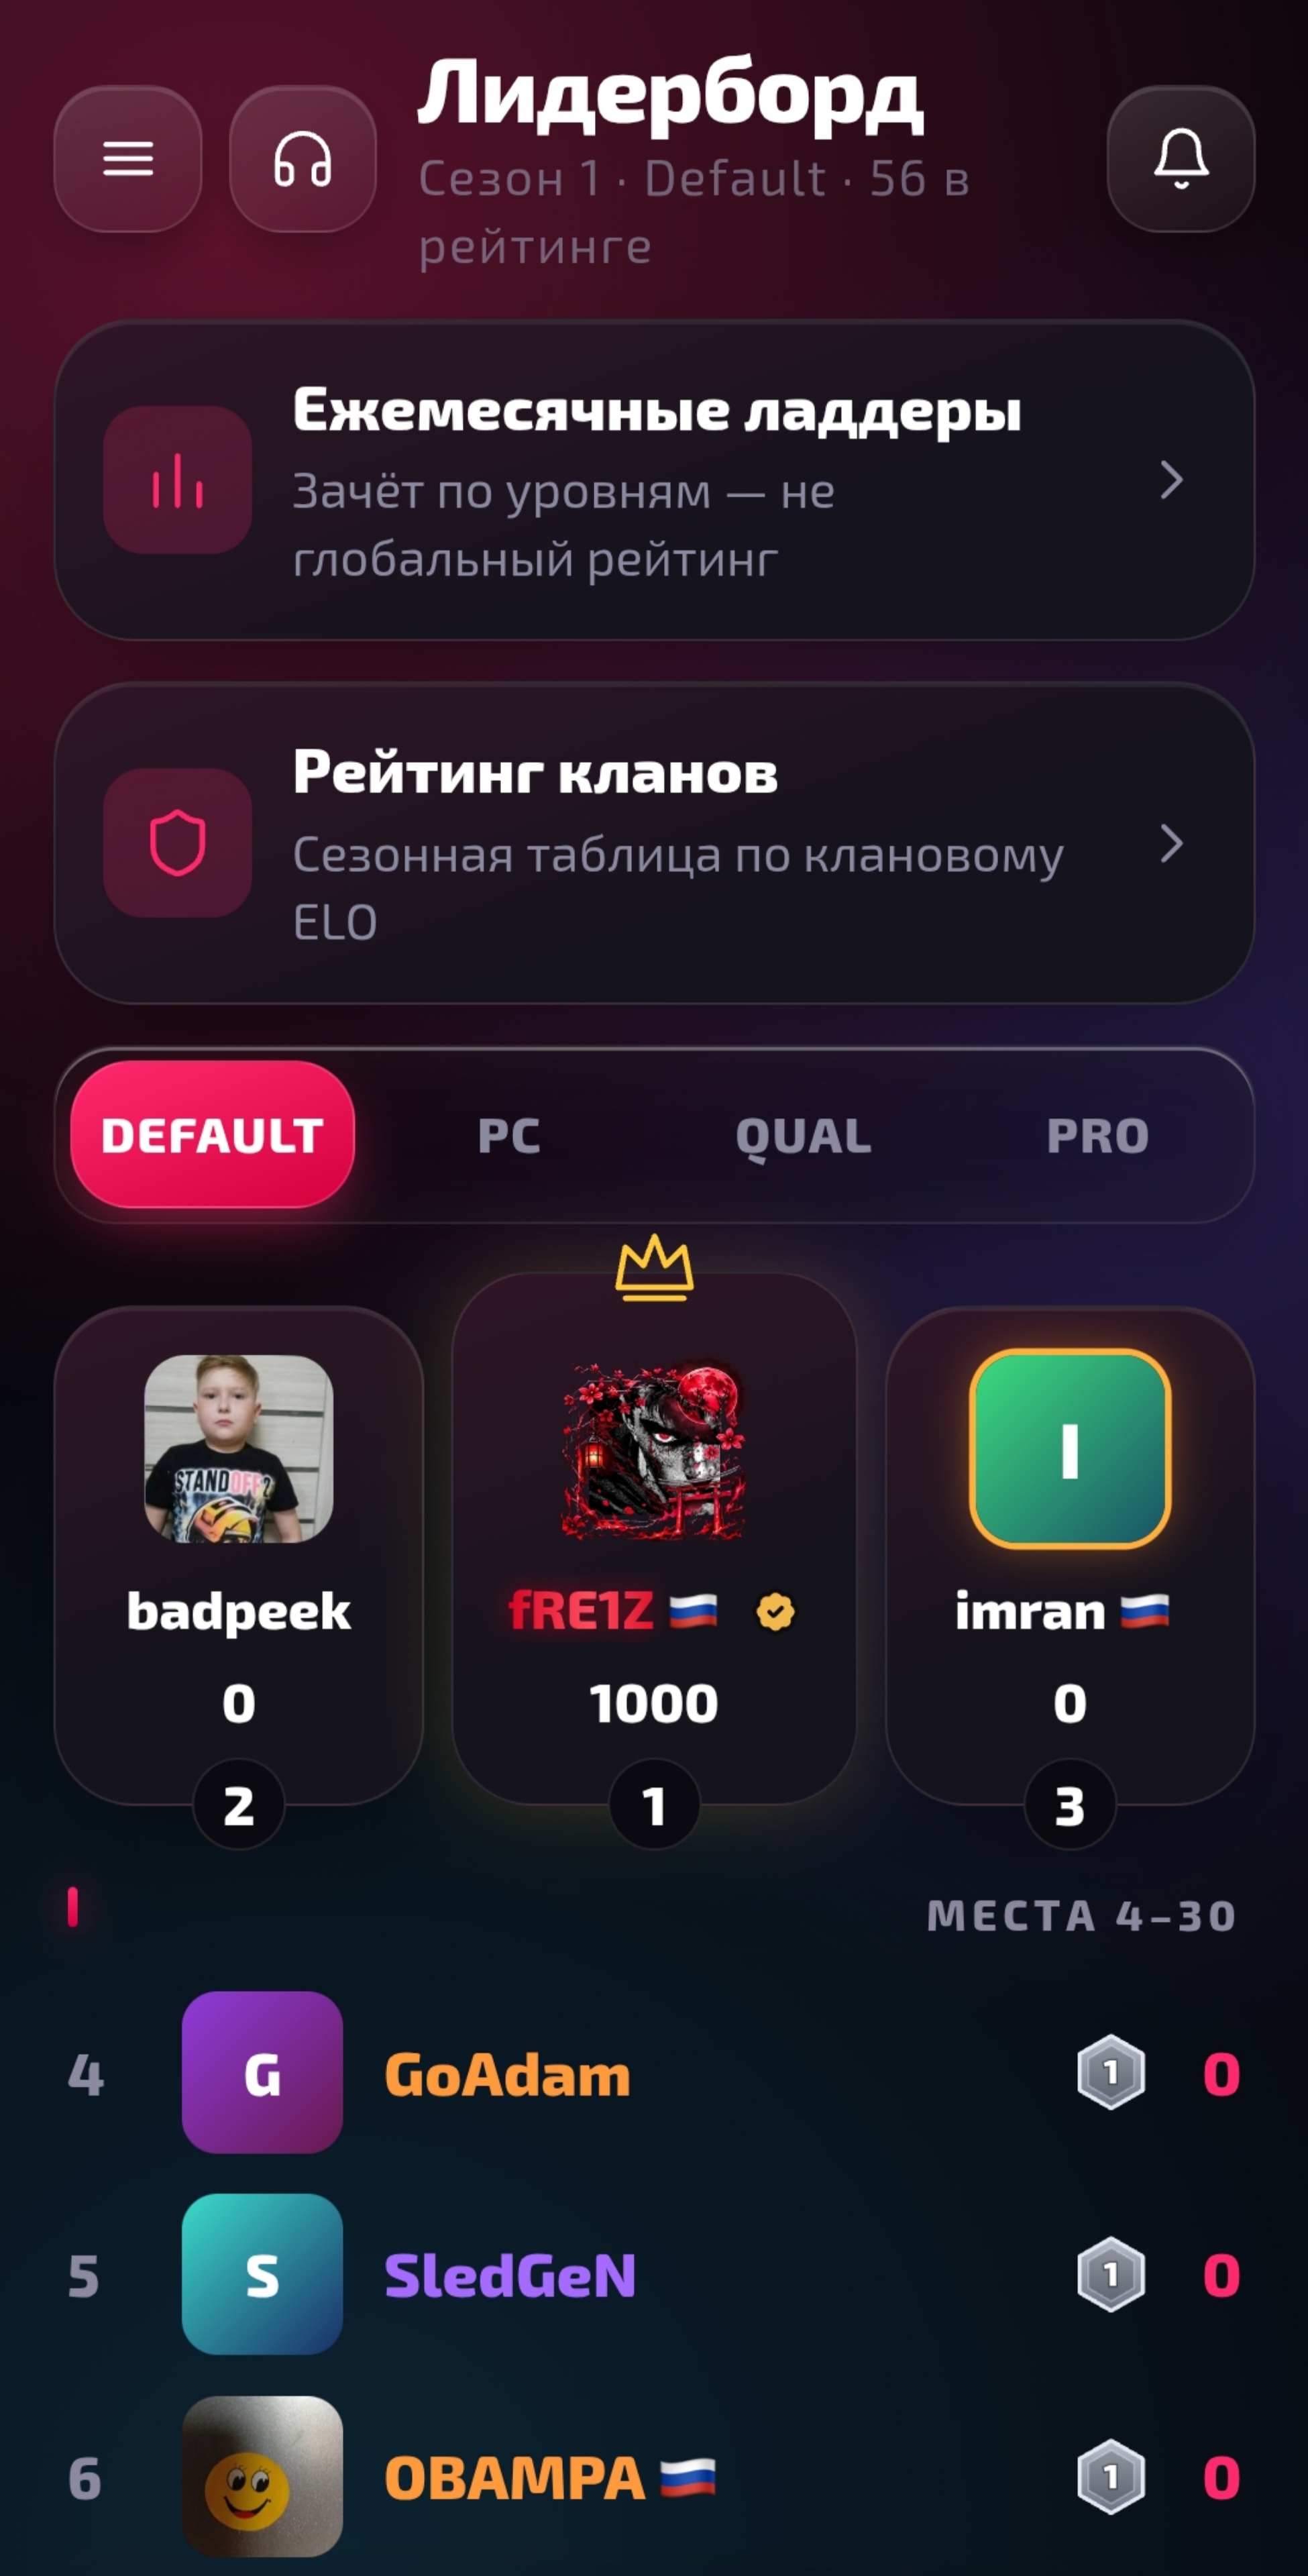 Лидерборд
Сезон 1 · Default · 56 в
рейтинге
Ежемесячные ладдеры
Зачёт по уровням — не
глобальный рейтинг
Рейтинг кланов
Сезонная таблица по клановому
ELO
DEFAULT PC QUAL PRO
STANDOFF2
I
badpeek fRE1Z imran
0 1000 0
2 1 3
МЕСТА 4–30
4 G GoAdam 1 0
5 S SledGeN 1 0
6 OBAMPA 1 0